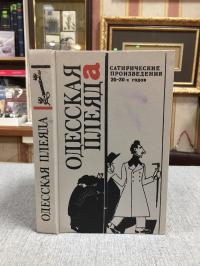 ОДЕССКАЯ ПЛЕЯДА
ОДЕССКАЯ
ПЛЕЯДа
САТИРИЧЕСКИЕ
ПРОИЗВЕДЕНИЯ
20-30-х годов